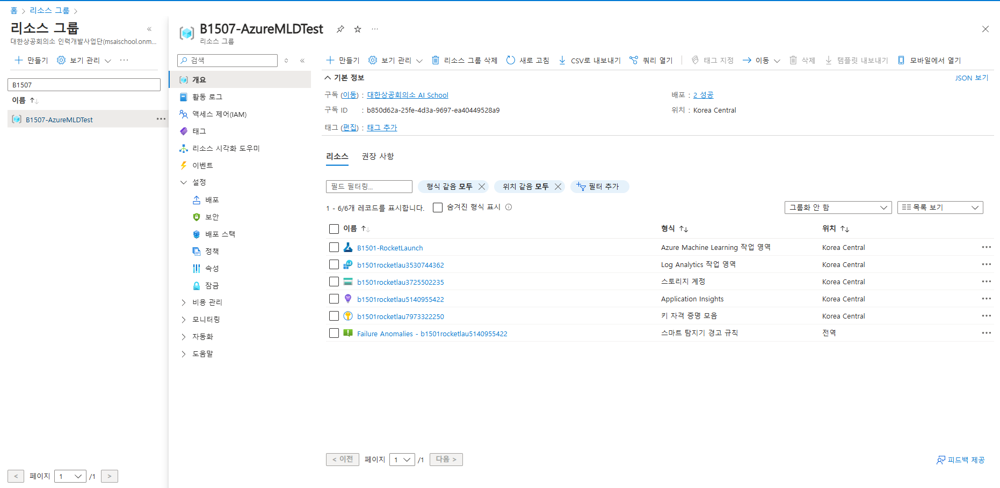 홈 > 리소스 그룹 >
리소스 그룹
대한상공회의소 인력개발사업단(msaischool.onm...
만들기 보기 관리
B1507
이름
B1507-AzureMLDTest
< 페이지 1 /1 >
B1507-AzureMLDTest
리소스 그룹
검색
개요
활동 로그
액세스 제어(IAM)
태그
리소스 시각화 도우미
이벤트
설정
배포
보안
배포 스택
정책
속성
잠금
비용 관리
모니터링
자동화
도움말
만들기 보기 관리 리소스 그룹 삭제 새로 고침 CSV로 내보내기 쿼리 열기 태그 지정 이동 삭제 템플릿 내보내기 모바일에서 열기
기본 정보 JSON 보기
구독 (이동) : 대한상공회의소 AI School 배포 : 2 성공
구독 ID : b850d62a-25fe-4d3a-9697-ea40449528a9 위치 : Korea Central
태그 (편집) : 태그 추가
리소스 권장 사항
필드 필터링... 형식 같음 모두 위치 같음 모두 필터 추가
1 - 6/6개 레코드를 표시합니다. 숨겨진 형식 표시 그룹화 안 함 목록 보기
이름 형식 위치
B1501-RocketLaunch Azure Machine Learning 작업 영역 Korea Central
b1501rocketlau3530744362 Log Analytics 작업 영역 Korea Central
b1501rocketlau3725502235 스토리지 계정 Korea Central
b1501rocketlau5140955422 Application Insights Korea Central
b1501rocketlau7973322250 키 자격 증명 모음 Korea Central
Failure Anomalies - b1501rocketlau5140955422 스마트 탐지기 경고 규칙 전역
< 이전 페이지 1 /1 다음 > 피드백 제공